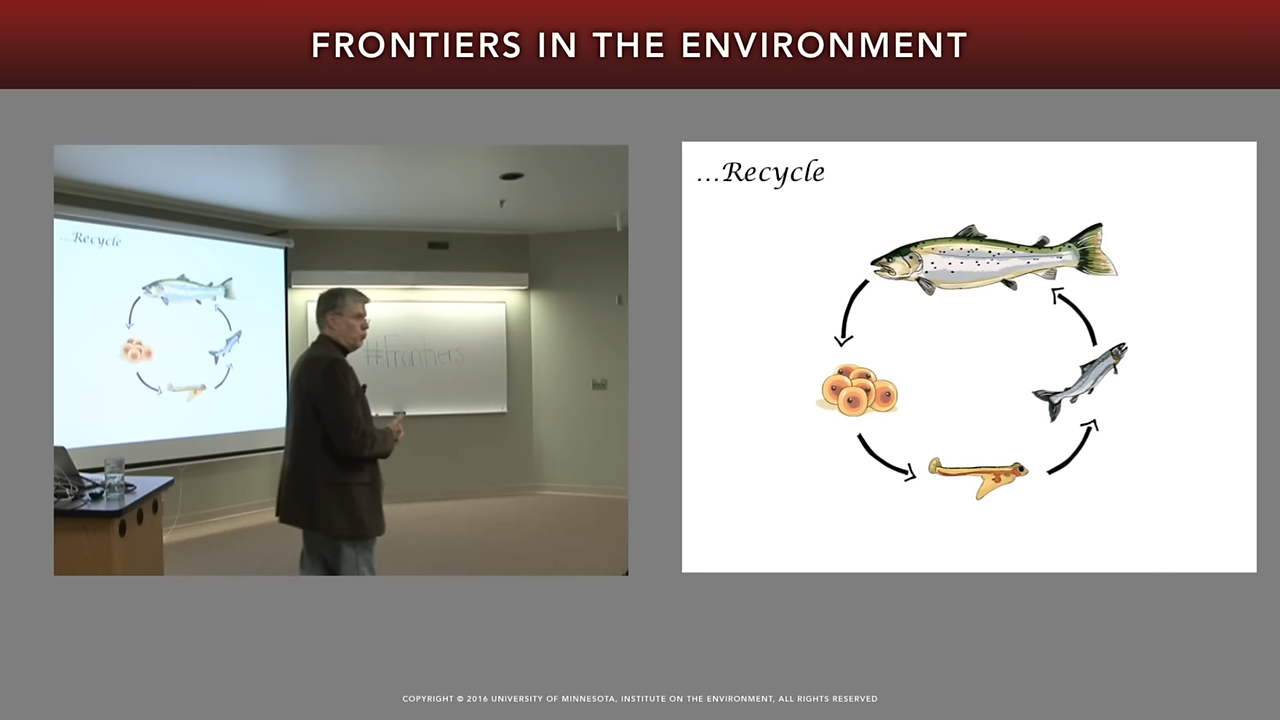 FRONTIERS IN THE ENVIRONMENT
...Recycle
#Frontiers
...Recycle
COPYRIGHT © 2016 UNIVERSITY OF MINNESOTA, INSTITUTE ON THE ENVIRONMENT, ALL RIGHTS RESERVED